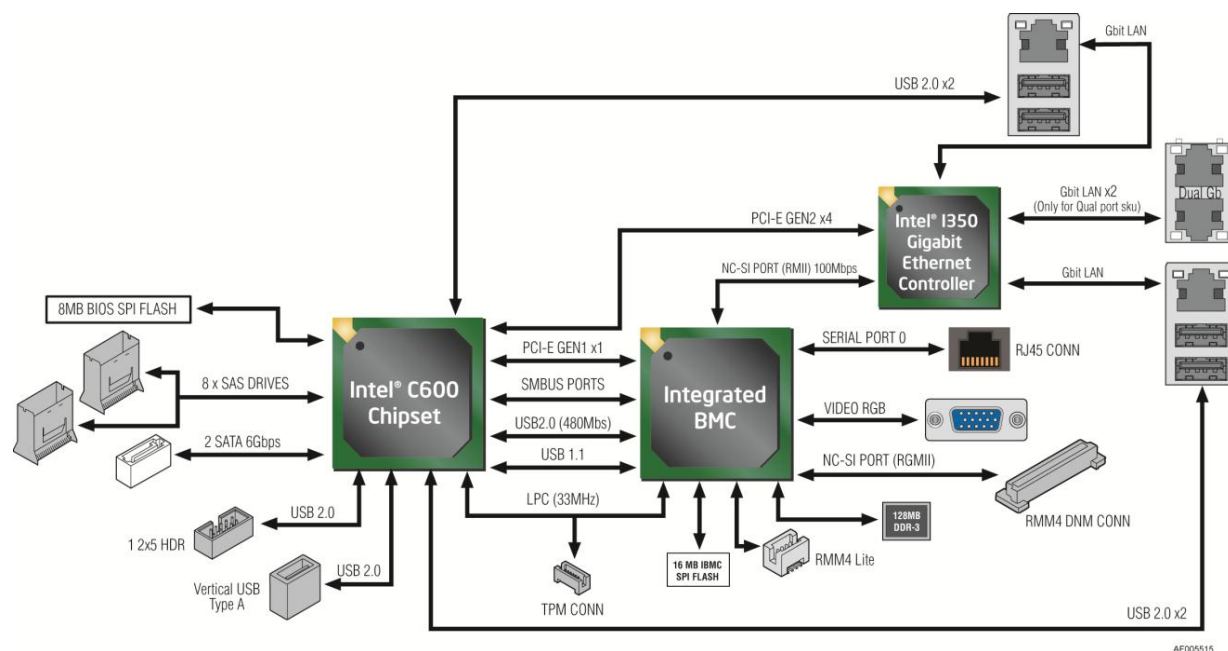 Gbit LAN
USB 2.0 x2
Gbit LAN x2
(Only for Qual port sku)
Dual Gb
Intel® I350
Gigabit
Ethernet
Controller
PCI-E GEN2 x4
NC-SI PORT (RMII) 100Mbps
Gbit LAN
8MB BIOS SPI FLASH
PCI-E GEN1 x1
SERIAL PORT 0
RJ45 CONN
8 x SAS DRIVES
Intel® C600
Chipset
SMBUS PORTS
Integrated
BMC
VIDEO RGB
USB2.0 (480Mbs)
2 SATA 6Gbps
USB 1.1
NC-SI PORT (RGMII)
LPC (33MHz)
RMM4 DNM CONN
USB 2.0
1 2x5 HDR
128MB
DDR-3
16 MB IBMC
SPI FLASH
RMM4 Lite
USB 2.0
Vertical USB
Type A
TPM CONN
USB 2.0 x2
AF005515